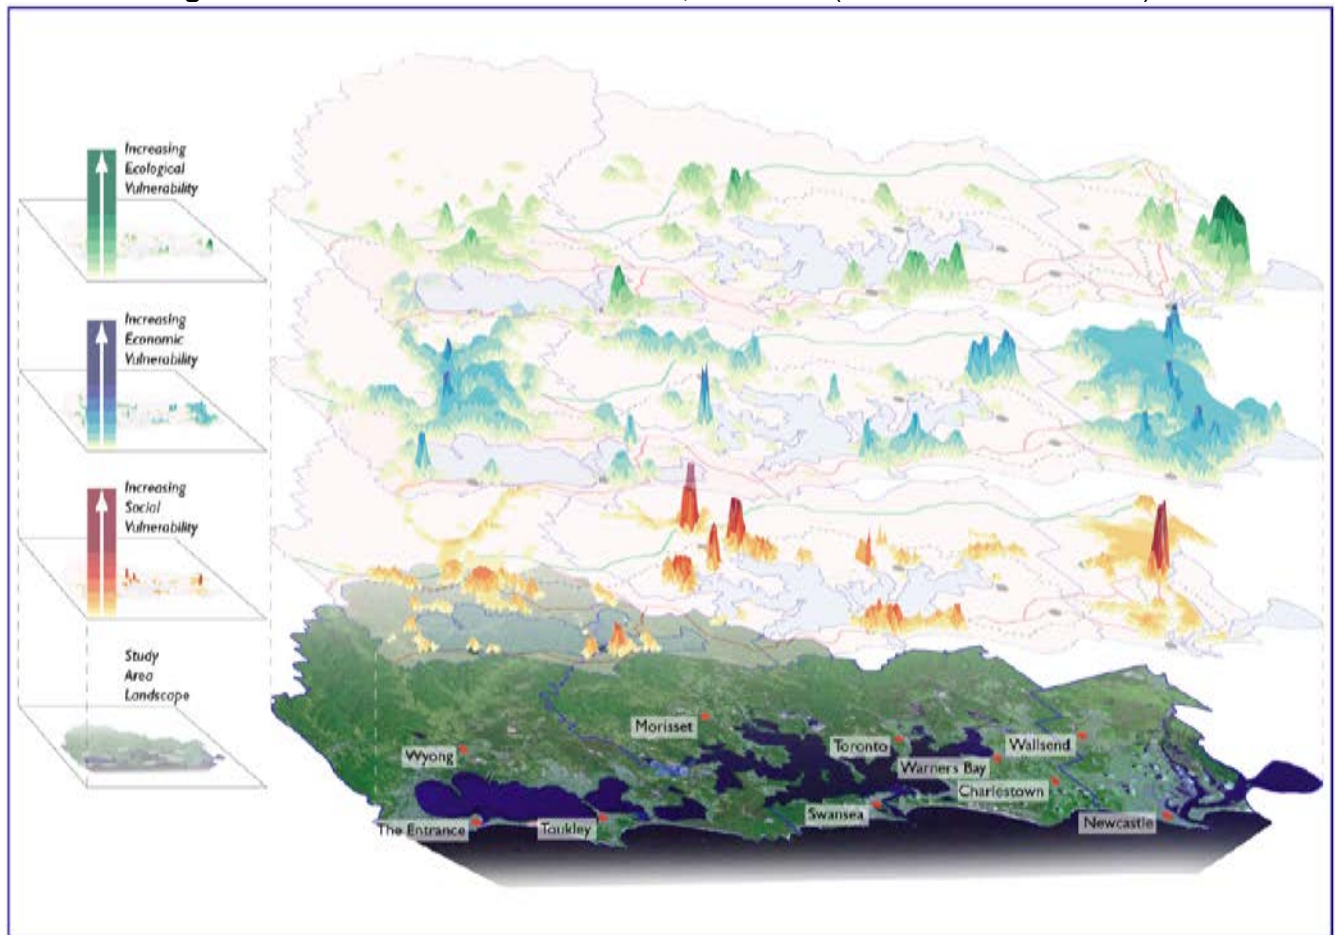 Increasing
Ecological
Vulnerability
Increasing
Economic
Vulnerability
Increasing
Social
Vulnerability
Study
Area
Landscape
Morisset
Wyong
Toronto
Wallsend
Warners Bay
Charlestown
Swansea
The Entrance
Toukley
Newcastle